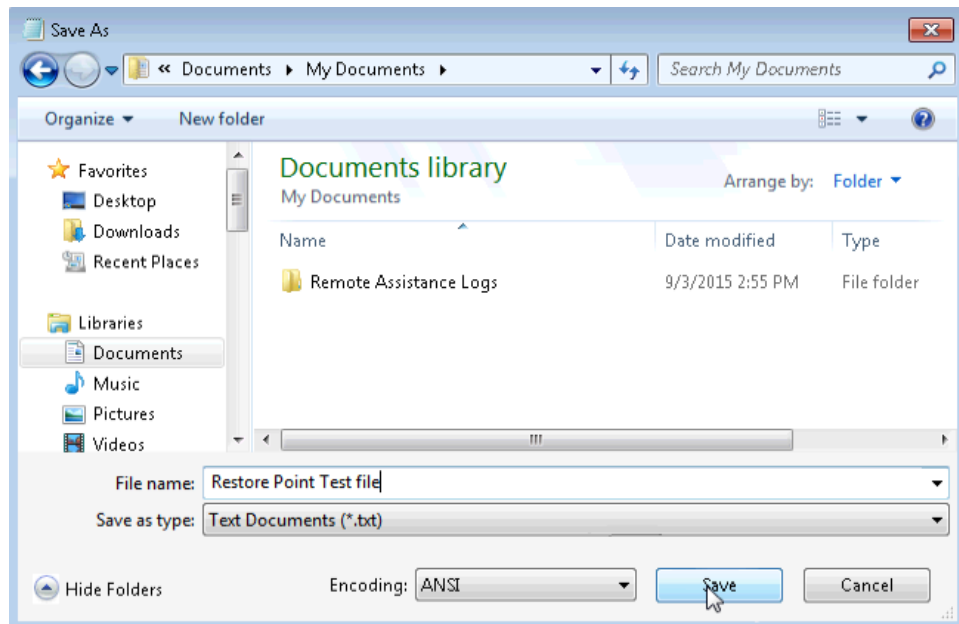 Save As
« Documents ▸ My Documents ▸
Search My Documents
Organize ▾ New folder
Favorites
Desktop
Downloads
Recent Places
Libraries
Documents
Music
Pictures
Videos
Documents library
My Documents
Arrange by: Folder ▾
Name Date modified Type
Remote Assistance Logs 9/3/2015 2:55 PM File folder
File name: Restore Point Test file
Save as type: Text Documents (*.txt)
Hide Folders Encoding: ANSI Save Cancel